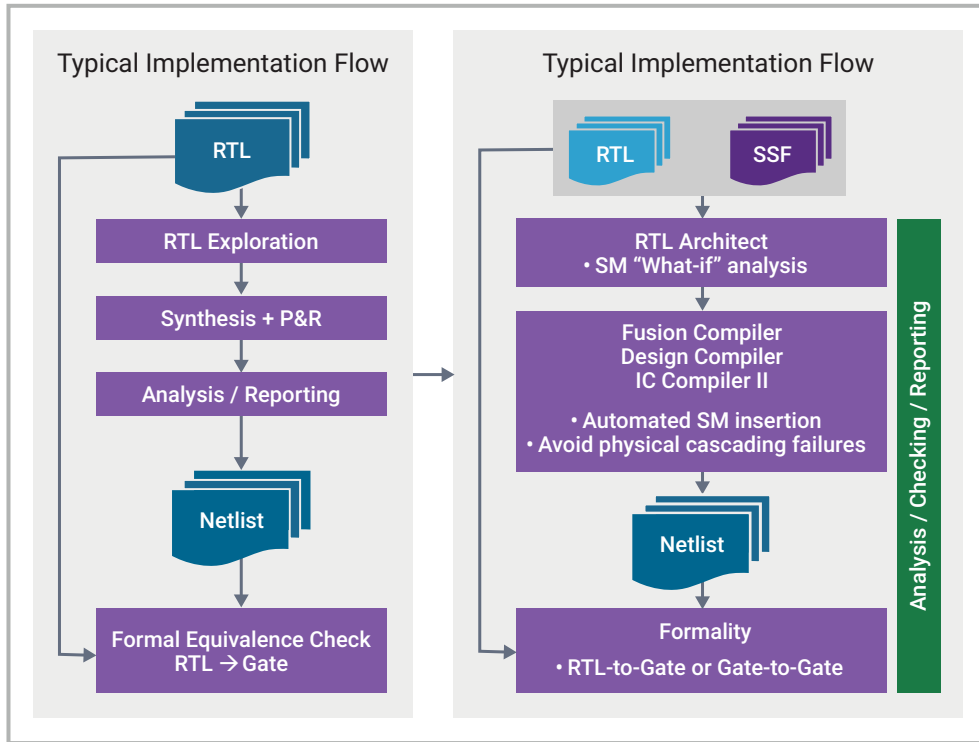 Typical Implementation Flow
RTL
RTL Exploration
Synthesis + P&R
Analysis / Reporting
Netlist
Formal Equivalence Check
RTL → Gate
Typical Implementation Flow
RTL
SSF
RTL Architect
• SM “What-if” analysis
Fusion Compiler
Design Compiler
IC Compiler II
• Automated SM insertion
• Avoid physical cascading failures
Netlist
Formality
• RTL-to-Gate or Gate-to-Gate
Analysis / Checking / Reporting